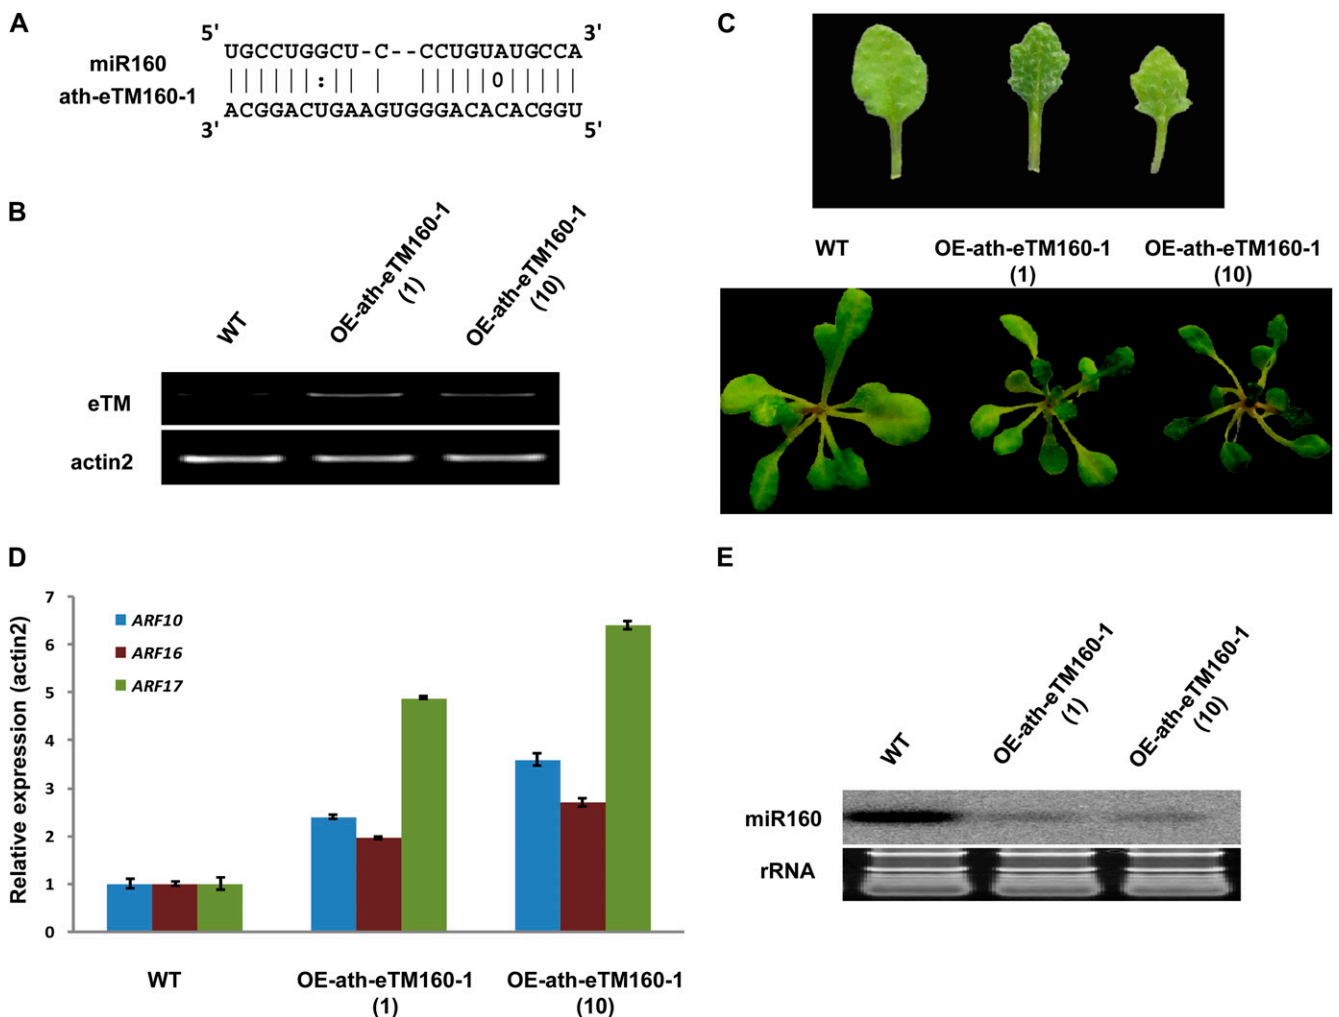 A
5' UGCCUGGCU-C--CCUGUAUGCCA 3'
miR160
|||||||:|| | |||||0|||||
ath-eTM160-1
3' ACGGACUGAAGUGGGACACACGGU 5'
B
WT
OE-ath-eTM160-1
(1)
OE-ath-eTM160-1
(10)
eTM
actin2
C
WT
OE-ath-eTM160-1
(1)
OE-ath-eTM160-1
(10)
D
Relative expression (actin2)
7
6
5
4
3
2
1
0
ARF10
ARF16
ARF17
WT
OE-ath-eTM160-1
(1)
OE-ath-eTM160-1
(10)
E
WT
OE-ath-eTM160-1
(1)
OE-ath-eTM160-1
(10)
miR160
rRNA